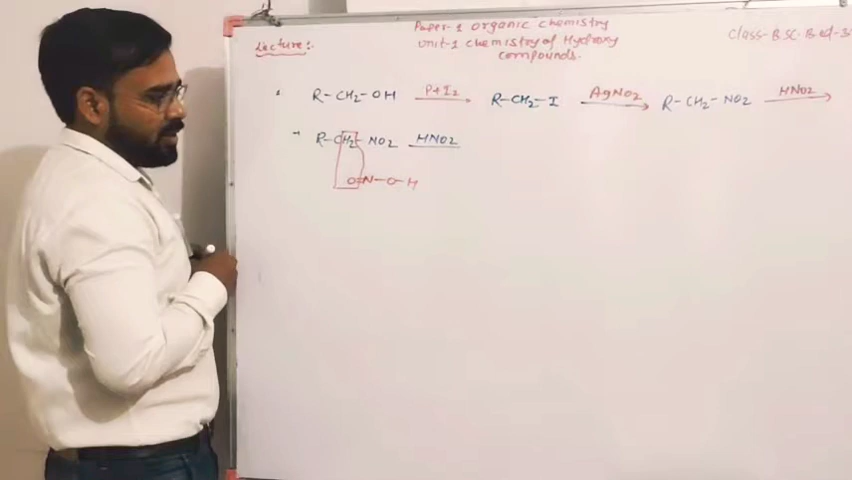 Paper-1 organic chemistry
Lecture:-
unit-1 chemistry of Hydroxy
compounds.
Class-B.SC.B.ed-3
R-CH2-OH P+I2 R-CH2-I AgNO2 R-CH2-NO2 HNO2
R-CH2-NO2 HNO2
O=N-O-H